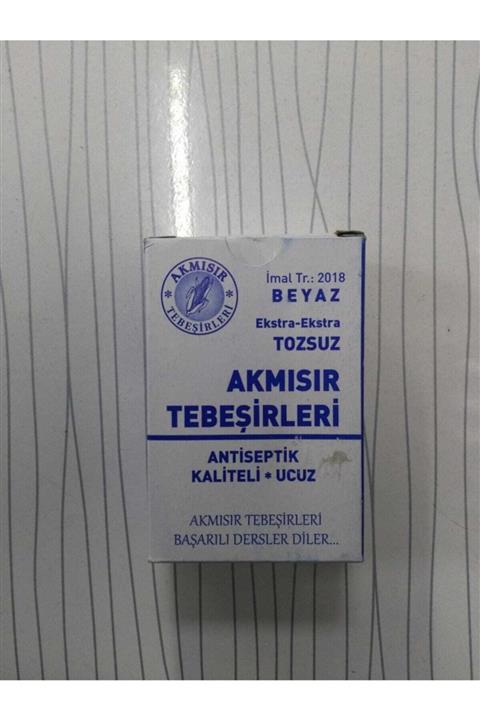 AKMISIR
TEBEŞİRLERİ
İmal Tr.: 2018
BEYAZ
Ekstra-Ekstra
TOZSUZ
AKMISIR
TEBEŞİRLERİ
ANTİSEPTİK
KALİTELİ * UCUZ
AKMISIR TEBEŞİRLERİ
BAŞARILI DERSLER DİLER...